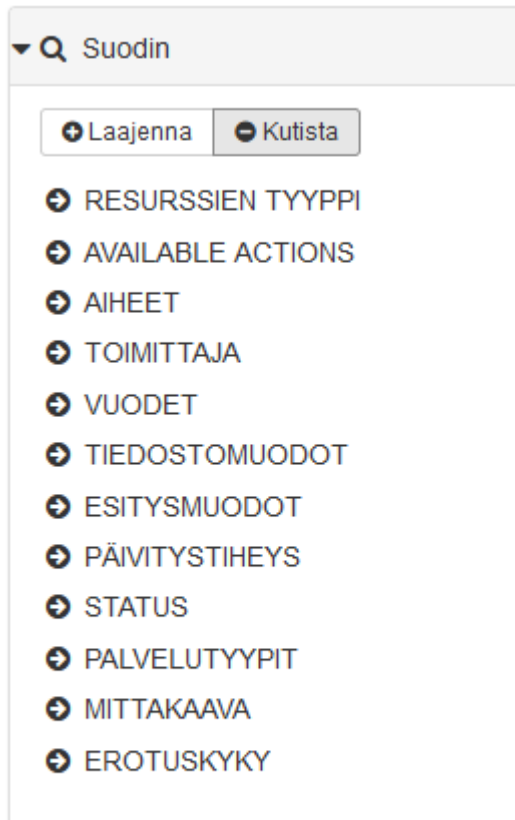 Suodin
Laajenna Kutista
RESURSSIEN TYYPPI
AVAILABLE ACTIONS
AIHEET
TOIMITTAJA
VUODET
TIEDOSTOMUODOT
ESITYSMUODOT
PÄIVITYSTIHEYS
STATUS
PALVELUTYYPIT
MITTAKAAVA
EROTUSKYKY